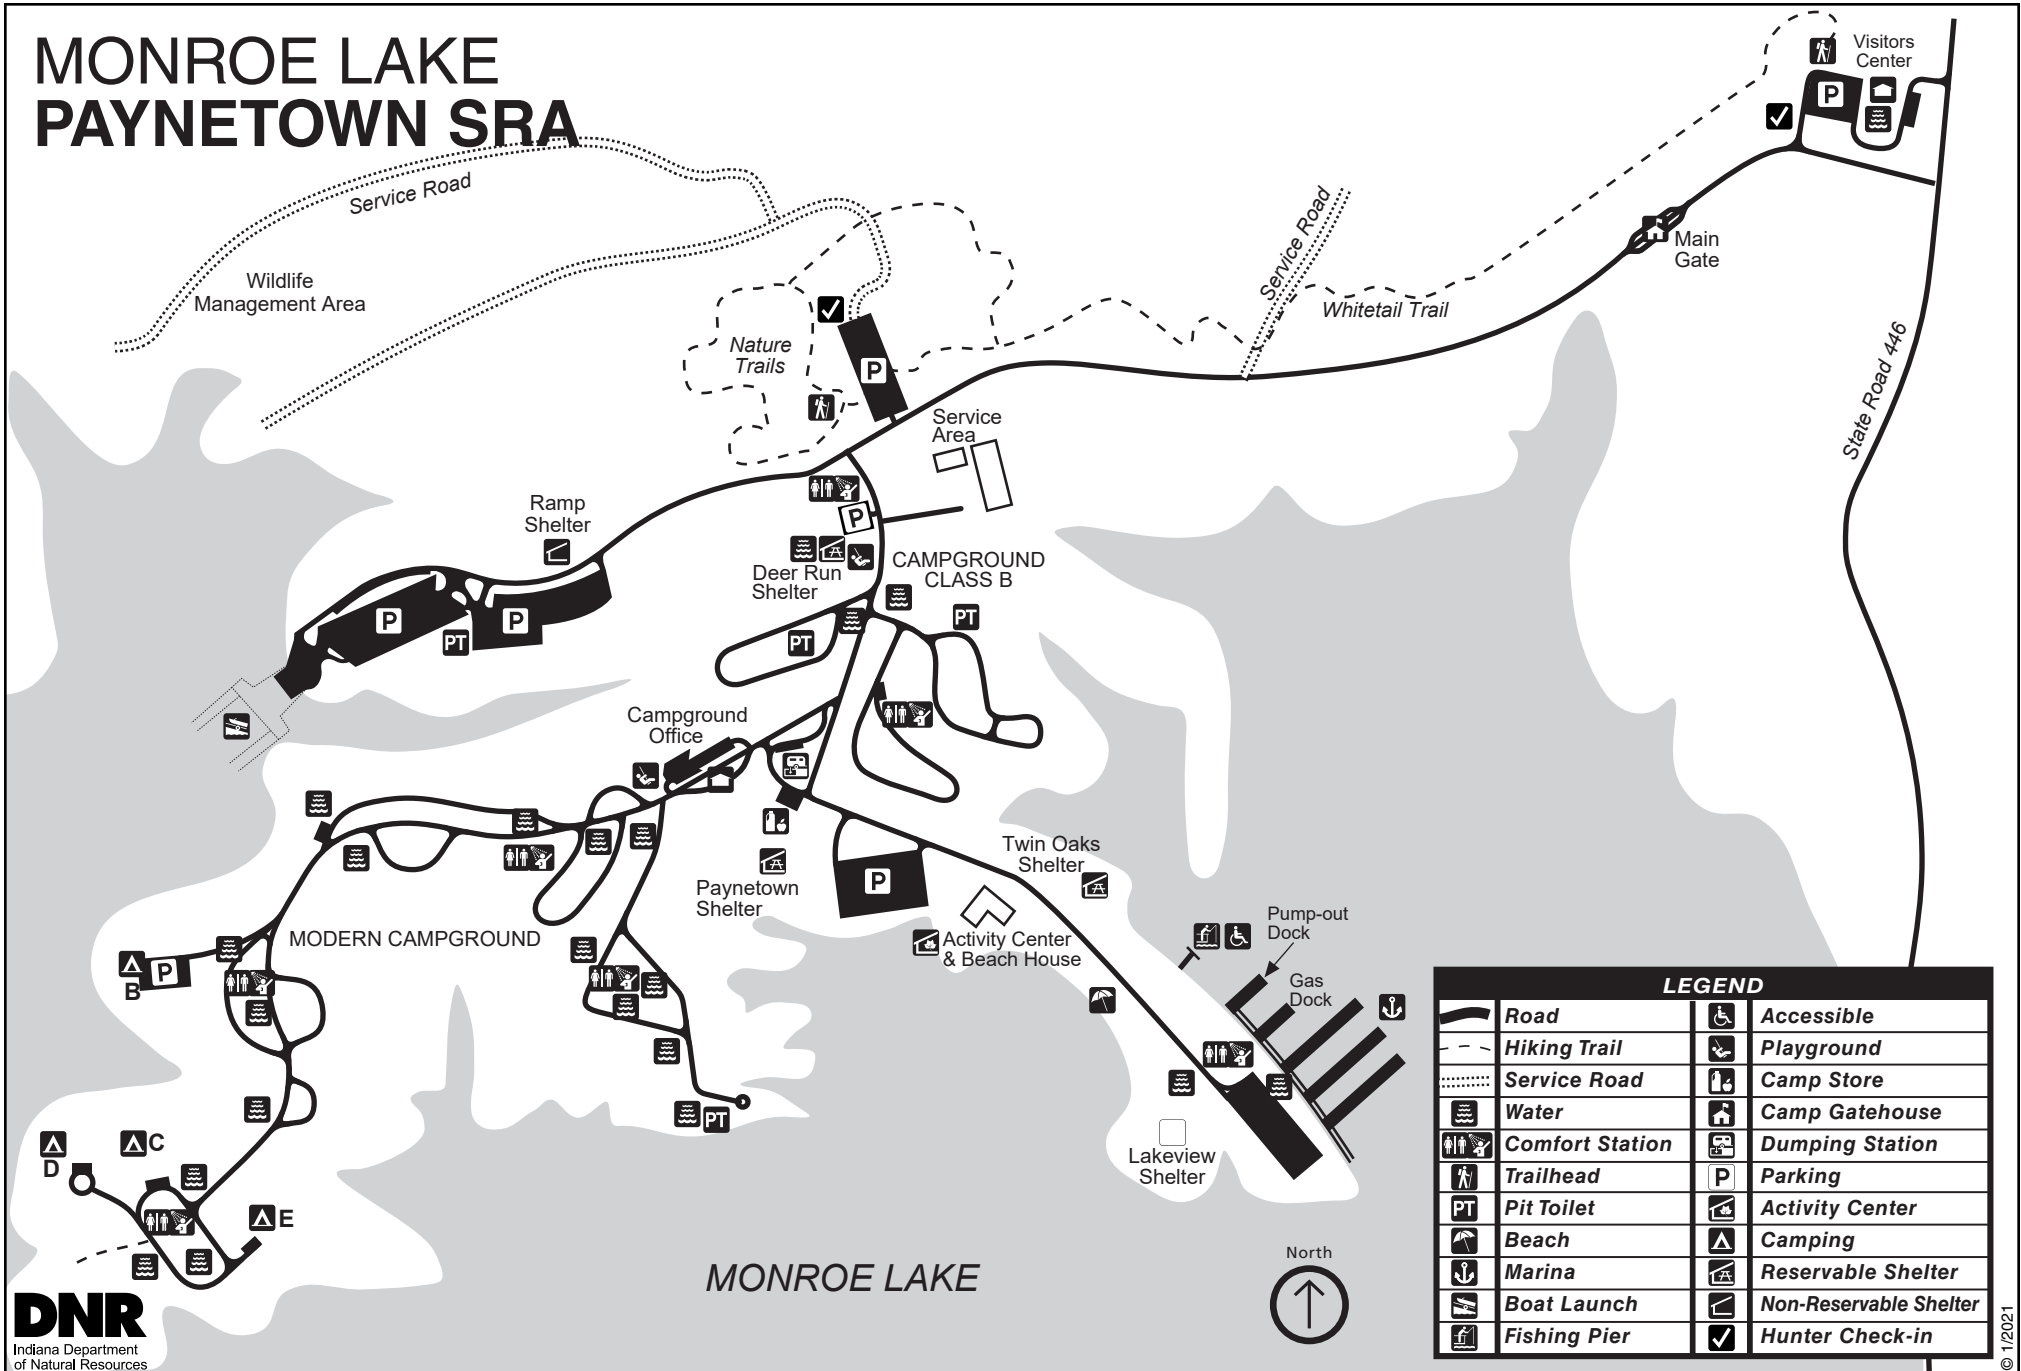 MONROE LAKE
PAYNETOWN SRA
Visitors
Center
P
Service Road
Wildlife
Management Area
Service Road
Main
Gate
Whitetail Trail
Nature
Trails
P
State Road 446
Service
Area
Ramp
Shelter
P
Deer Run
Shelter
CAMPGROUND
CLASS B
P
P
PT
PT
PT
Campground
Office
Twin Oaks
Shelter
Paynetown
Shelter
P
MODERN CAMPGROUND
Activity Center
& Beach House
Pump-out
Dock
Gas
Dock
P
B
PT
C
D
E
Lakeview
Shelter
MONROE LAKE
North
LEGEND
Road
Accessible
Hiking Trail
Playground
Service Road
Camp Store
Water
Camp Gatehouse
Comfort Station
Dumping Station
Trailhead
P
Parking
PT
Pit Toilet
Activity Center
Beach
Camping
Marina
Reservable Shelter
Boat Launch
Non-Reservable Shelter
Fishing Pier
Hunter Check-in
DNR
Indiana Department
of Natural Resources
© 1/2021